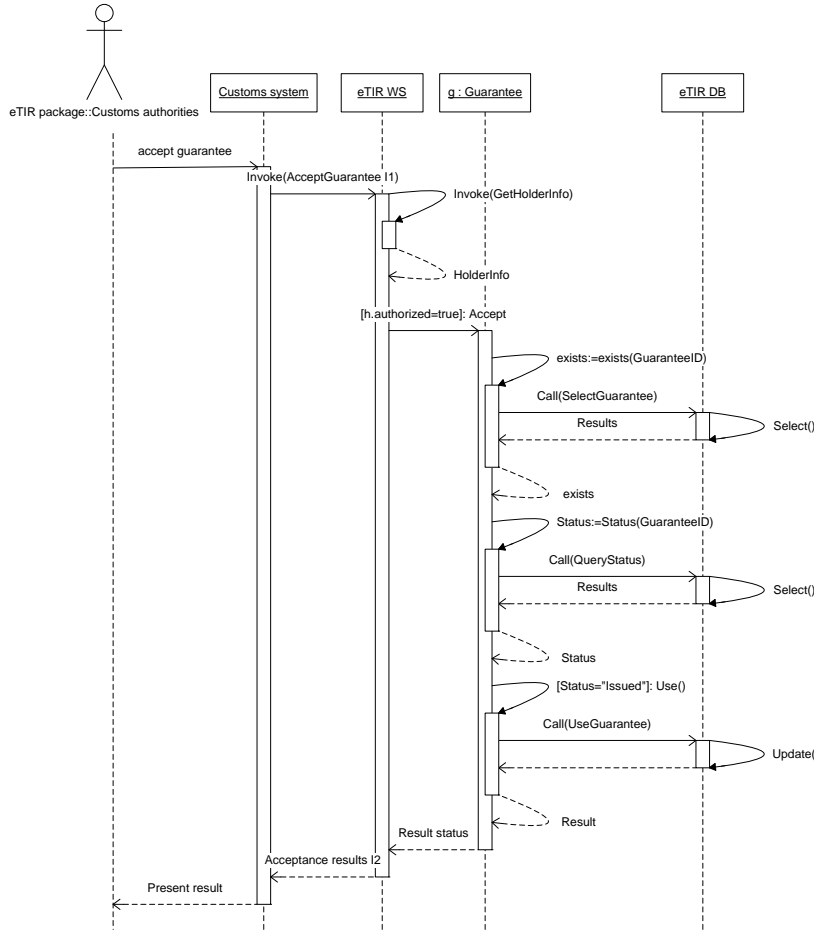 Customs system
eTIR WS
g : Guarantee
eTIR DB
eTIR package::Customs authorities
accept guarantee
Invoke(AcceptGuarantee I1)
Invoke(GetHolderInfo)
HolderInfo
[h.authorized=true]: Accept
exists:=exists(GuaranteeID)
Call(SelectGuarantee)
Results
Select()
exists
Status:=Status(GuaranteeID)
Call(QueryStatus)
Results
Select()
Status
[Status="Issued"]: Use()
Call(UseGuarantee)
Update(
Result
Result status
Acceptance results I2
Present result